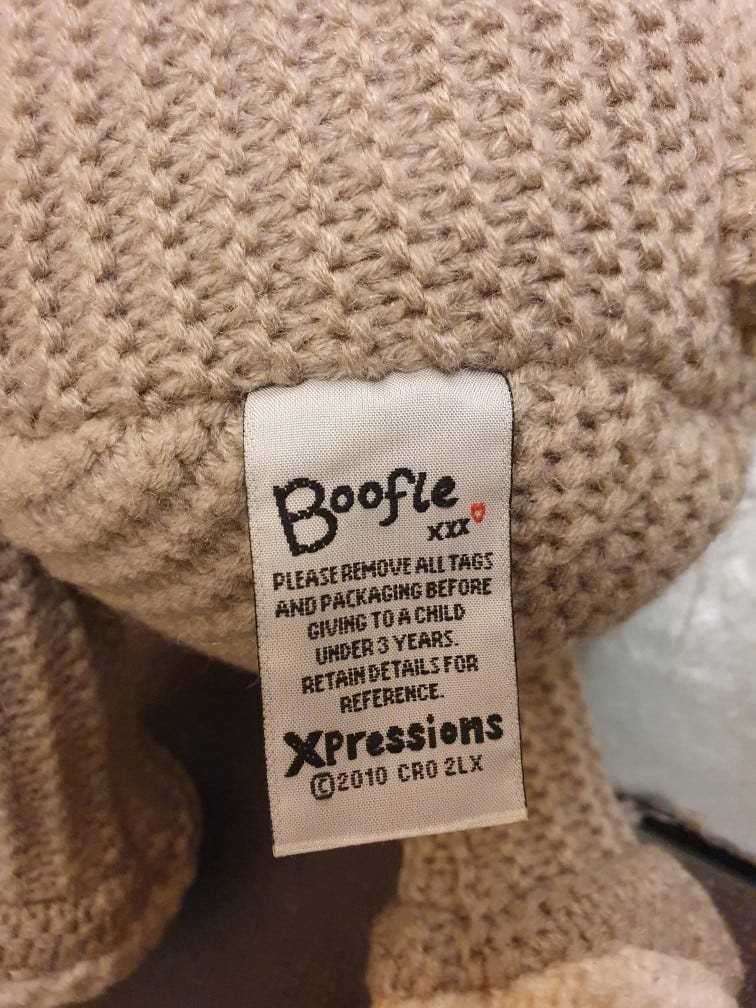 Boofle
xxx
PLEASE REMOVE ALL TAGS
AND PACKAGING BEFORE
GIVING TO A CHILD
UNDER 3 YEARS.
RETAIN DETAILS FOR
REFERENCE.
Xpressions
©2010 CR0 2LX